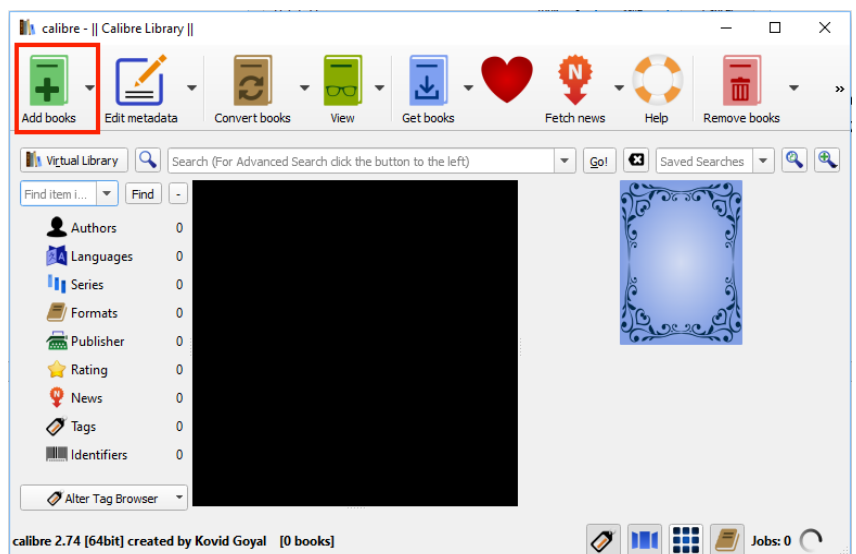 calibre - || Calibre Library ||
Add books
Edit metadata
Convert books
View
Get books
Fetch news
Help
Remove books
»
Virtual Library
Search (For Advanced Search click the button to the left)
Go!
Saved Searches
Find item i...
Find
-
Authors 0
Languages 0
Series 0
Formats 0
Publisher 0
Rating 0
News 0
Tags 0
Identifiers 0
Alter Tag Browser
calibre 2.74 [64bit] created by Kovid Goyal [0 books]
Jobs: 0